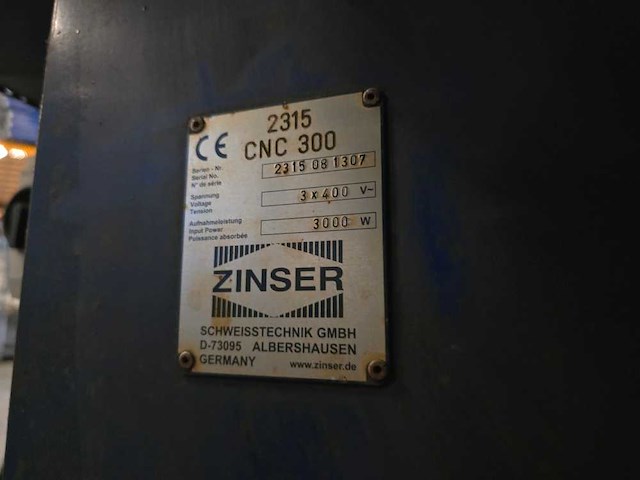 2315
CE CNC 300
Serien - Nr.
Serial No. 2315 08 1307
N° de série
Spannung
Voltage 3 x 400 V~
Tension
Aufnahmeleistung
Input Power 3000 W
Puissance absorbée
ZINSER
SCHWEISSTECHNIK GMBH
D-73095 ALBERSHAUSEN
GERMANY www.zinser.de